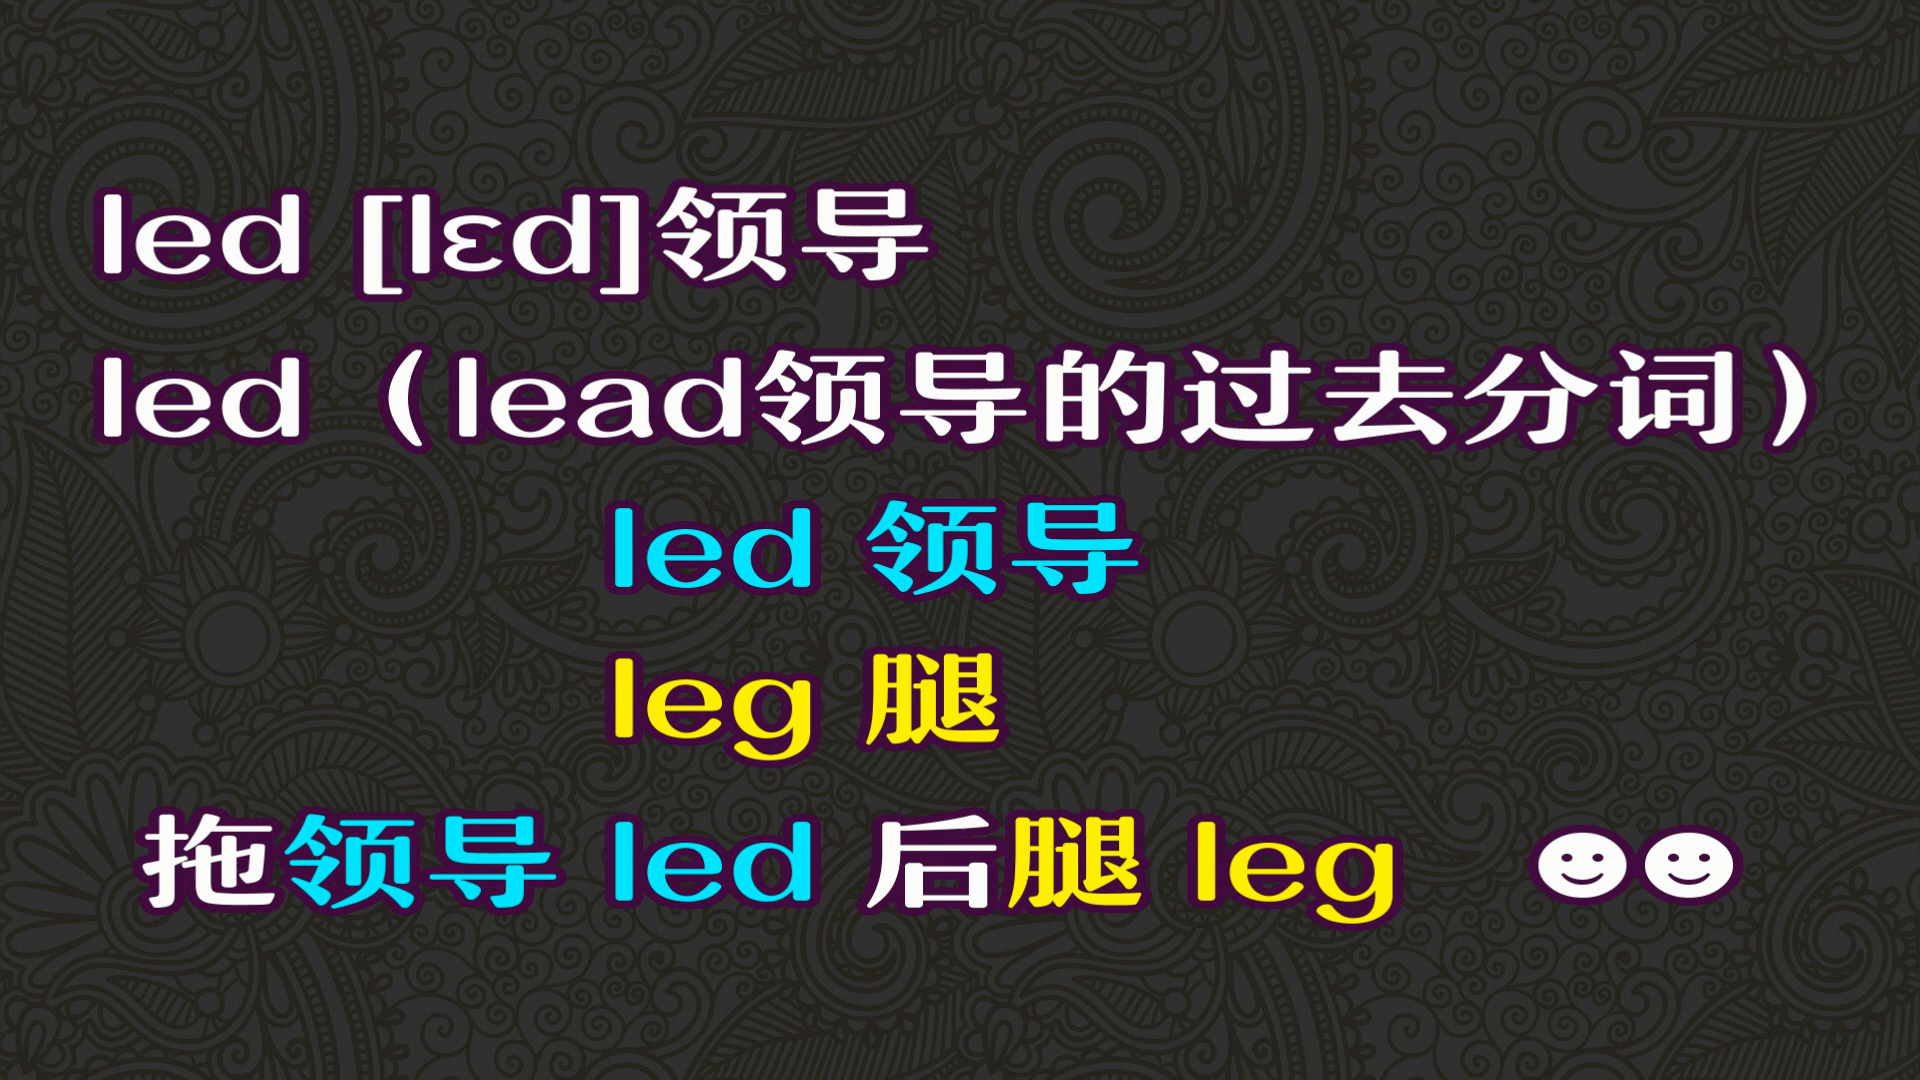 led [lɛd]领导
led（lead领导的过去分词）
led 领导
leg 腿
拖领导 led 后腿 leg ☻☻